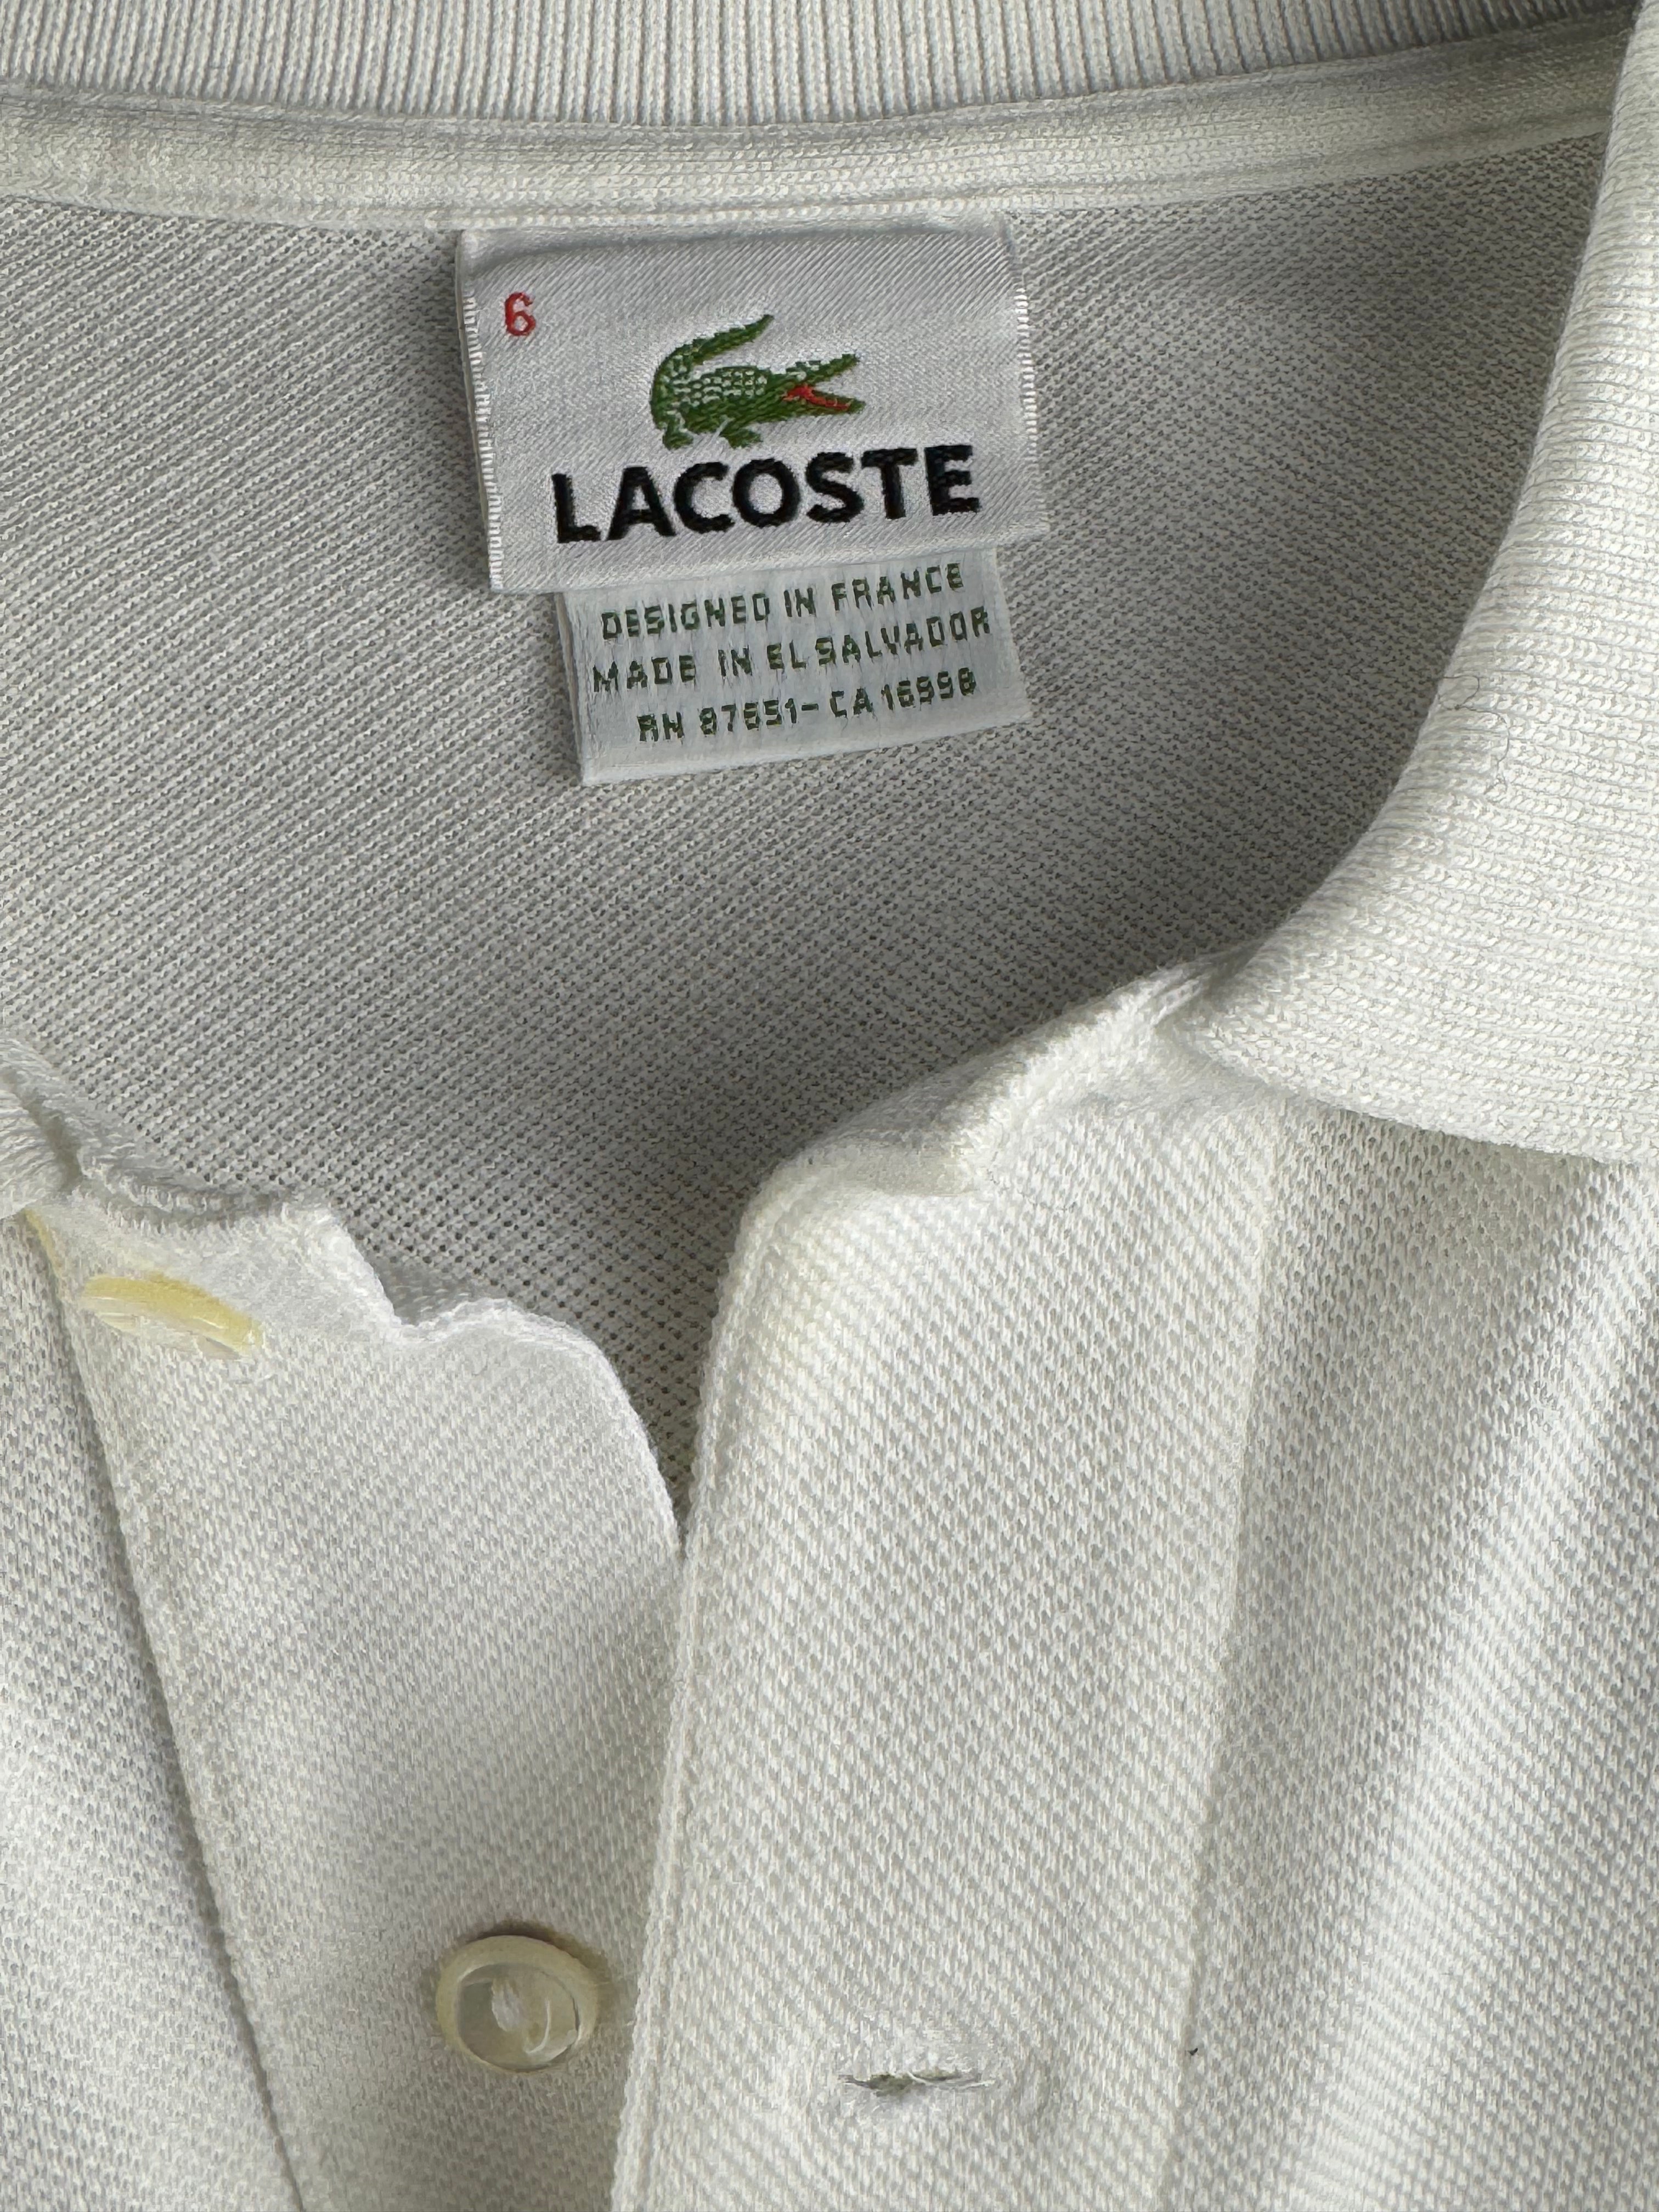 6
LACOSTE
DESIGNED IN FRANCE
MADE IN EL SALVADOR
RN 87651-CA 16998